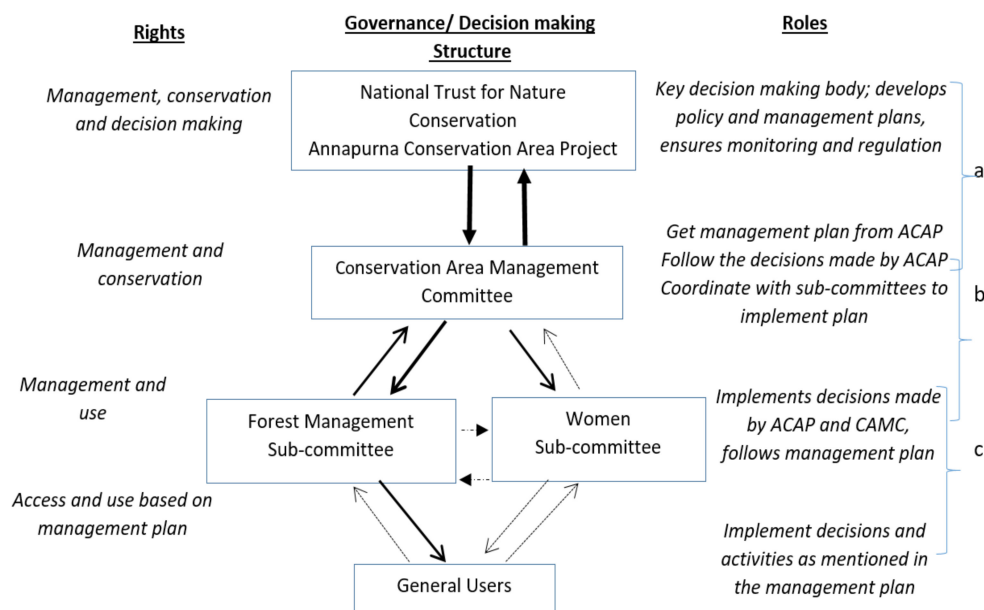 Rights
Governance/ Decision making
Structure
Roles
Management, conservation
and decision making
National Trust for Nature
Conservation
Annapurna Conservation Area Project
Key decision making body; develops
policy and management plans,
ensures monitoring and regulation
a
Management and
conservation
Conservation Area Management
Committee
Get management plan from ACAP
Follow the decisions made by ACAP
Coordinate with sub-committees to
implement plan
b
Management and
use
Forest Management
Sub-committee
Women
Sub-committee
Implements decisions made
by ACAP and CAMC,
follows management plan
c
Access and use based on
management plan
General Users
Implement decisions and
activities as mentioned in
the management plan